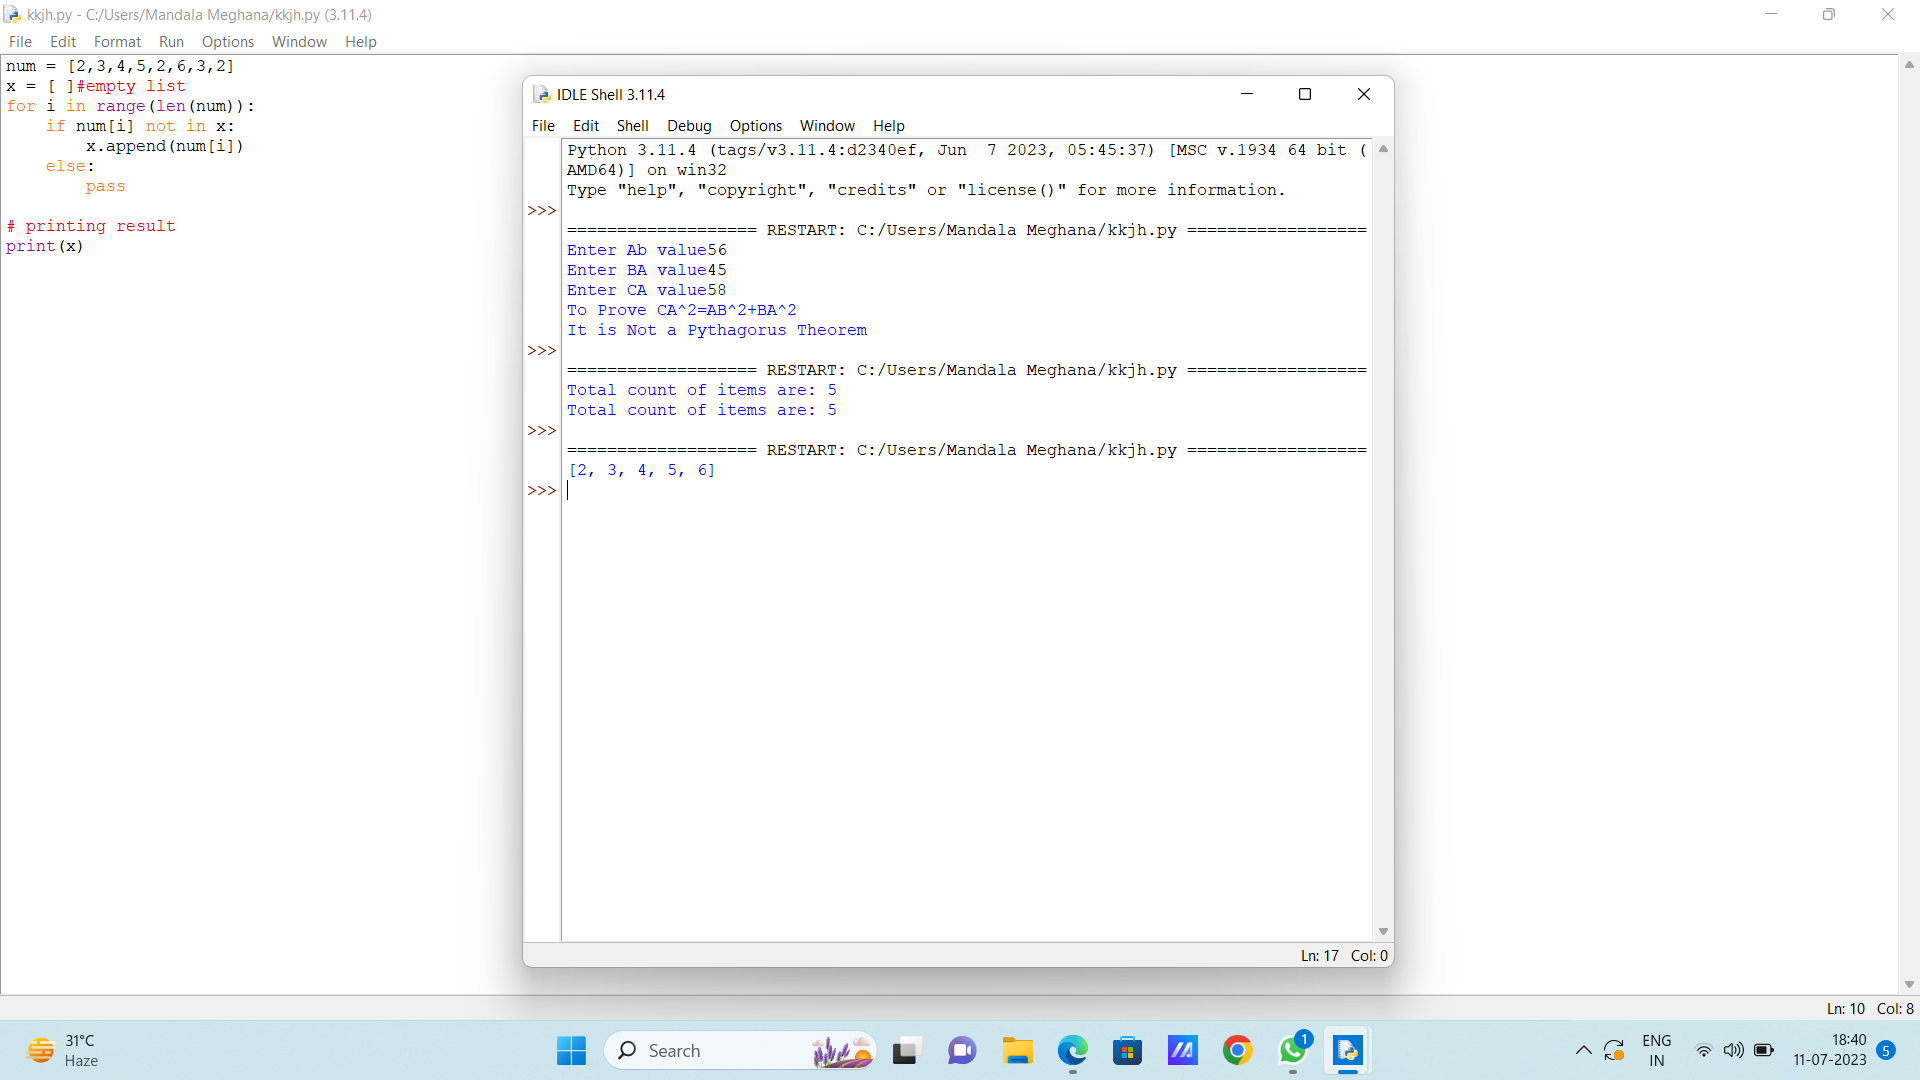 kkjh.py - C:/Users/Mandala Meghana/kkjh.py (3.11.4)
File Edit Format Run Options Window Help
num = [2,3,4,5,2,6,3,2]
x = [ ]#empty list
for i in range(len(num)):
    if num[i] not in x:
        x.append(num[i])
    else:
        pass
# printing result
print(x)
IDLE Shell 3.11.4
File Edit Shell Debug Options Window Help
Python 3.11.4 (tags/v3.11.4:d2340ef, Jun  7 2023, 05:45:37) [MSC v.1934 64 bit (
AMD64)] on win32
Type "help", "copyright", "credits" or "license()" for more information.
>>>
=================== RESTART: C:/Users/Mandala Meghana/kkjh.py ==================
Enter Ab value56
Enter BA value45
Enter CA value58
To Prove CA^2=AB^2+BA^2
It is Not a Pythagorus Theorem
>>>
=================== RESTART: C:/Users/Mandala Meghana/kkjh.py ==================
Total count of items are: 5
Total count of items are: 5
>>>
=================== RESTART: C:/Users/Mandala Meghana/kkjh.py ==================
[2, 3, 4, 5, 6]
>>>
Ln: 17 Col: 0
Ln: 10 Col: 8
31°C
Haze
Search
1
ENG
IN
18:40
11-07-2023
5